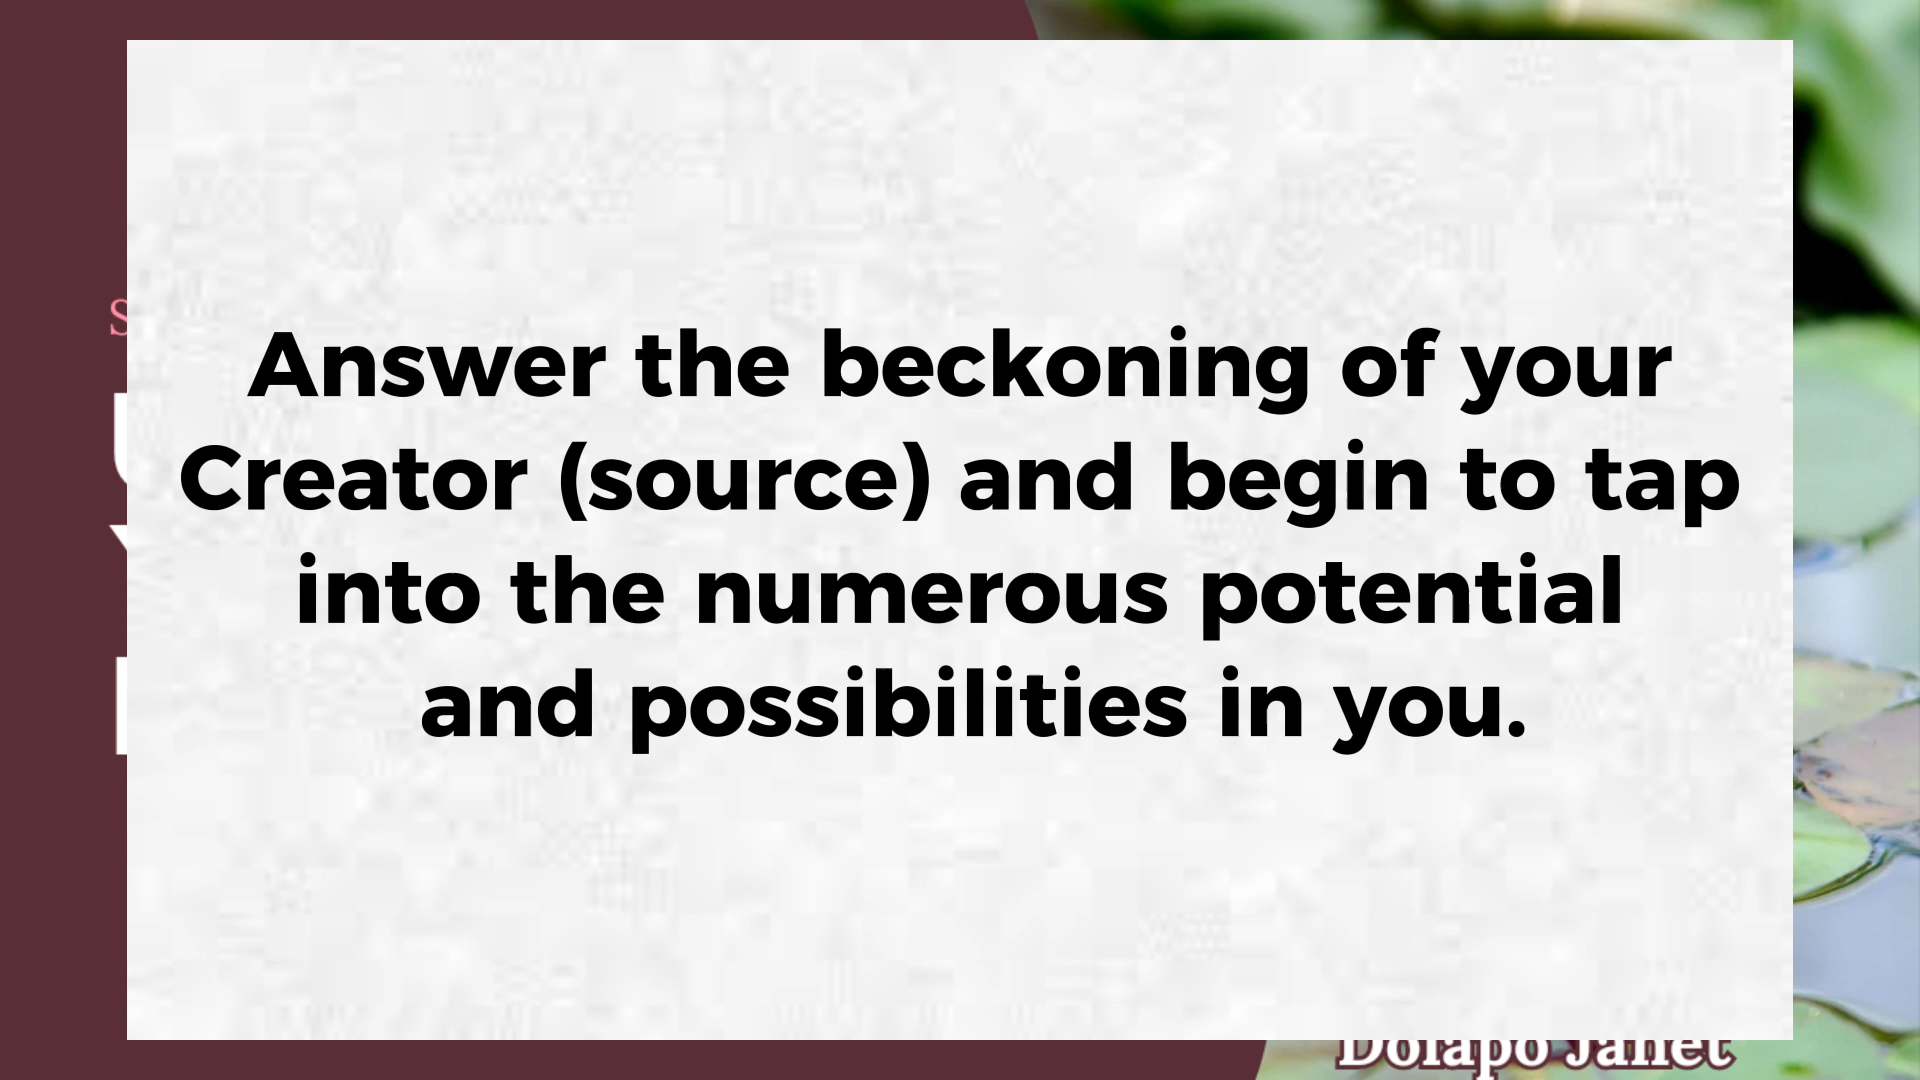 Answer the beckoning of your
Creator (source) and begin to tap
into the numerous potential
and possibilities in you.
Dolapo Janet